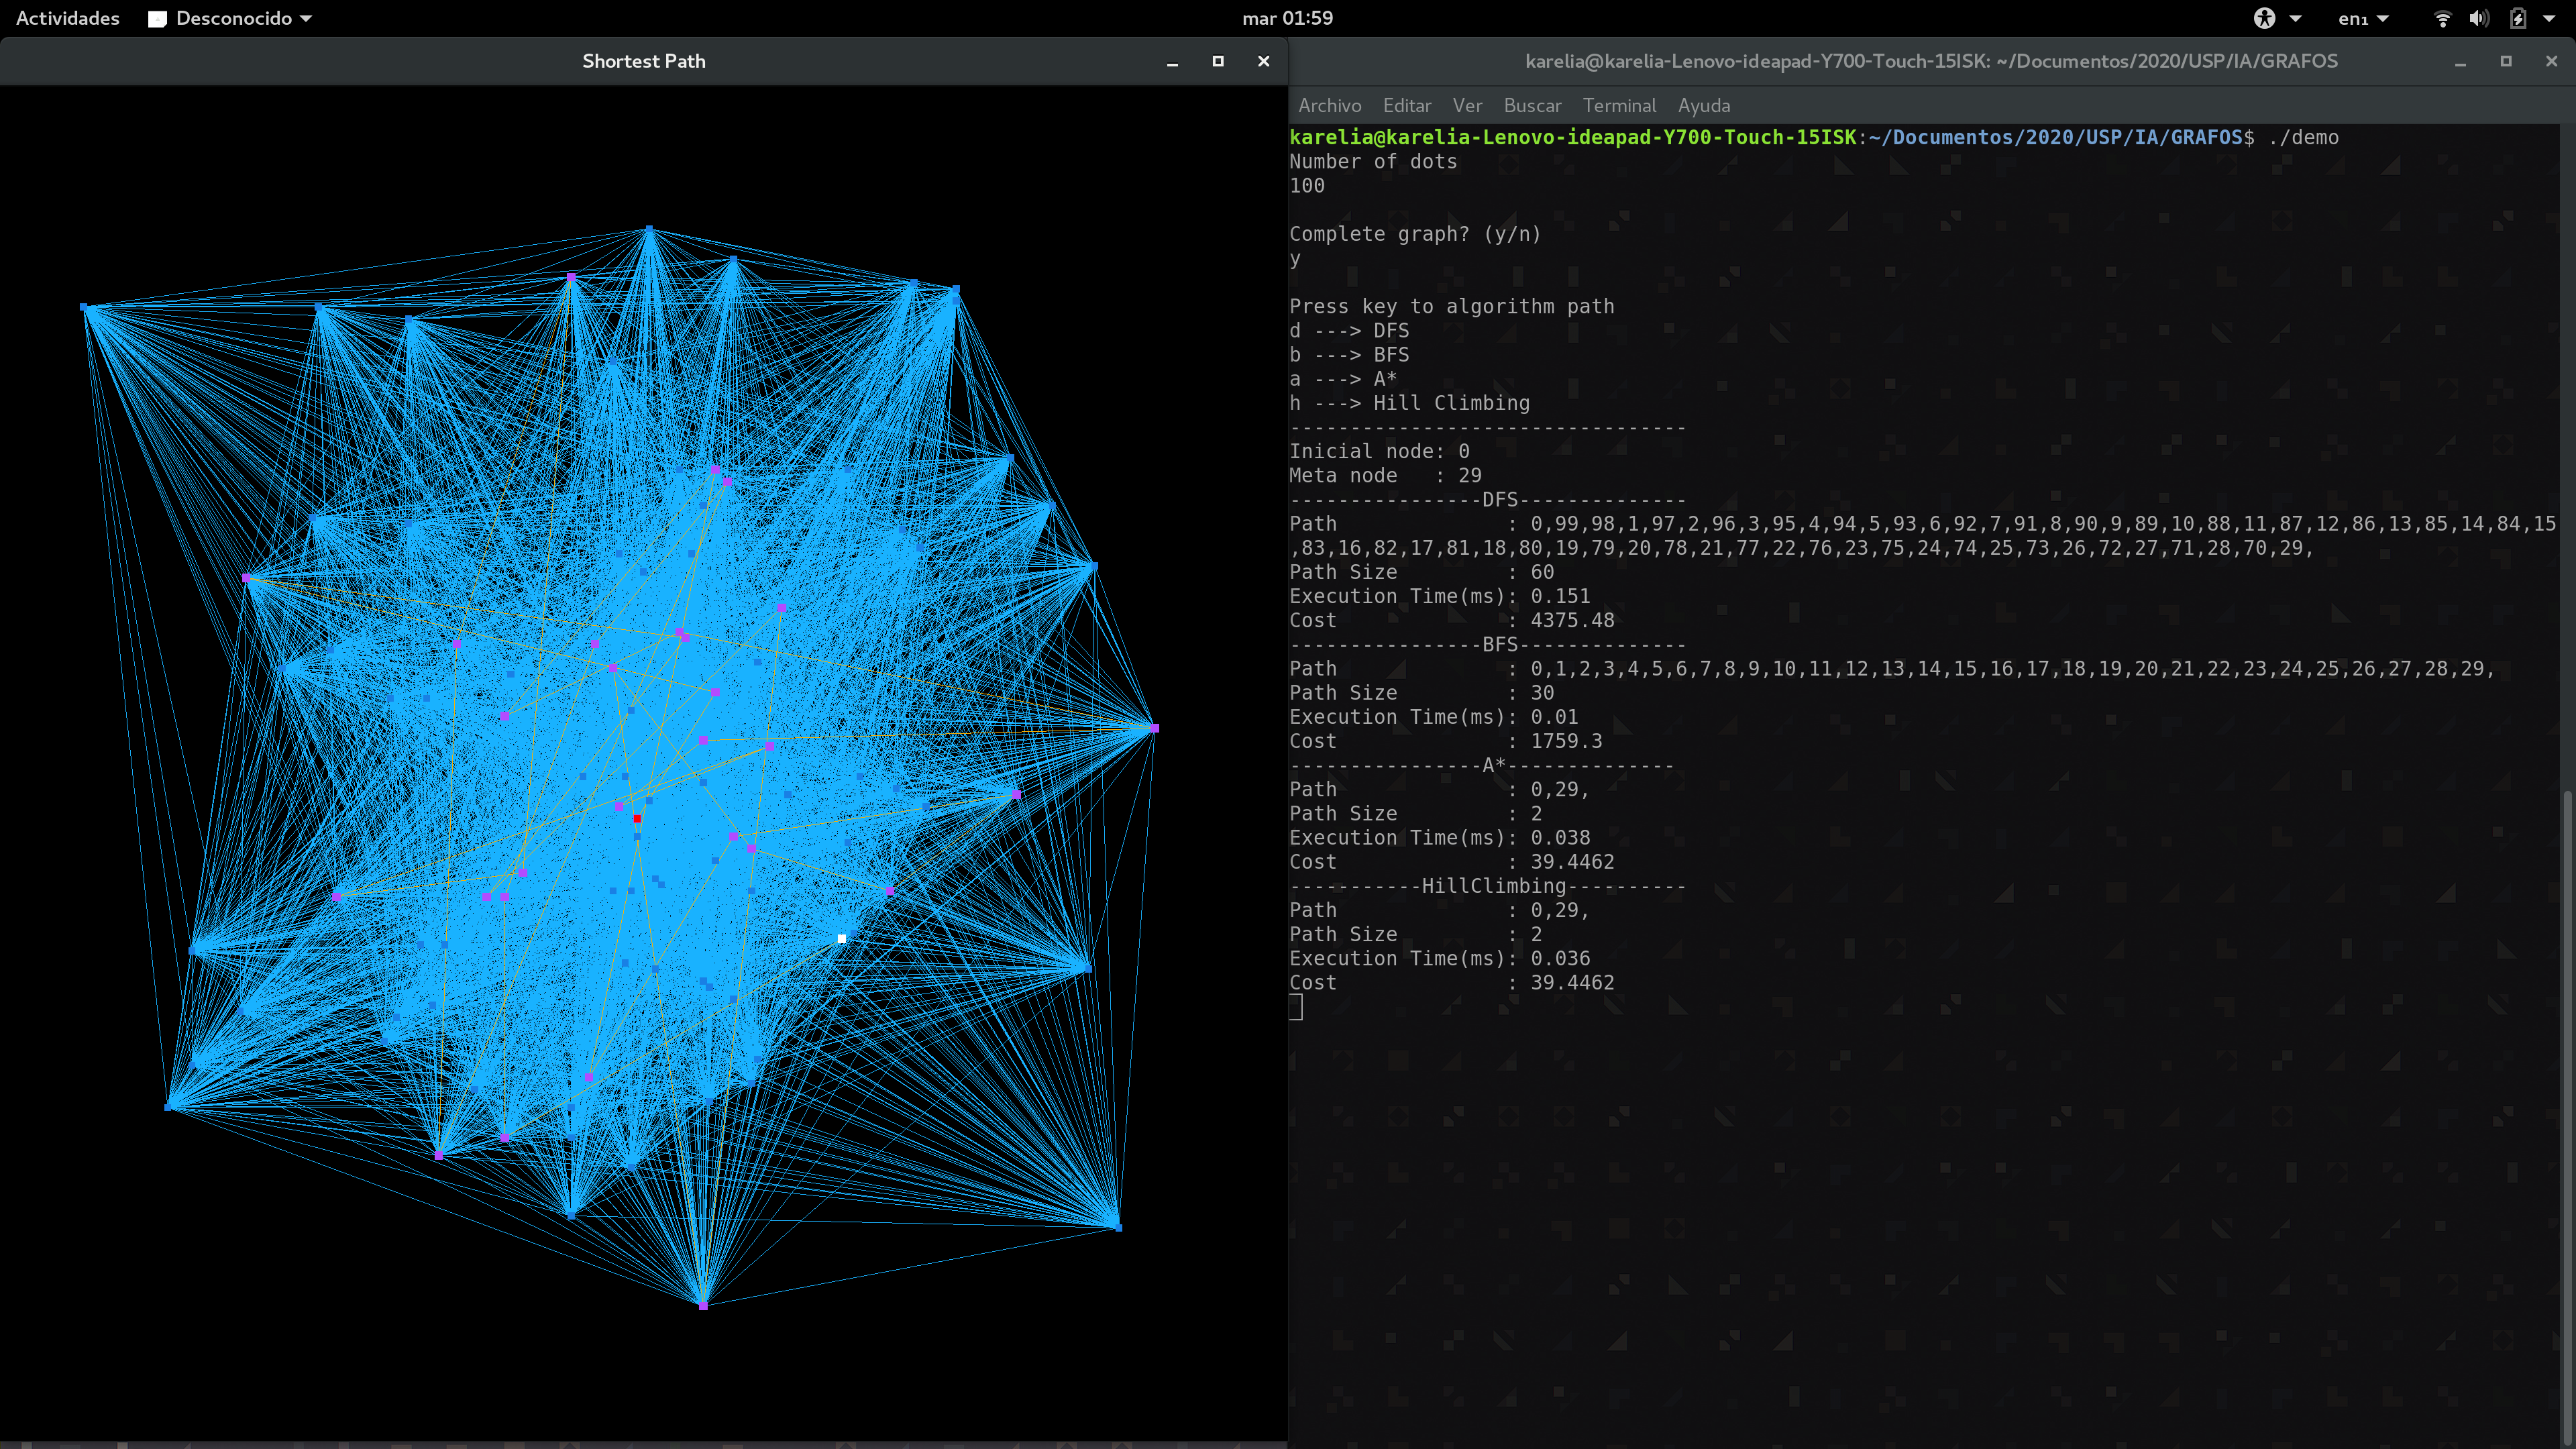 Actividades Desconocido mar 01:59 en₁
Shortest Path
karelia@karelia-Lenovo-ideapad-Y700-Touch-15ISK: ~/Documentos/2020/USP/IA/GRAFOS
Archivo Editar Ver Buscar Terminal Ayuda
karelia@karelia-Lenovo-ideapad-Y700-Touch-15ISK:~/Documentos/2020/USP/IA/GRAFOS$ ./demo
Number of dots
100
Complete graph? (y/n)
y
Press key to algorithm path
d ---> DFS
b ---> BFS
a ---> A*
h ---> Hill Climbing
---------------------------------
Inicial node: 0
Meta node   : 29
----------------DFS--------------
Path              : 0,99,98,1,97,2,96,3,95,4,94,5,93,6,92,7,91,8,90,9,89,10,88,11,87,12,86,13,85,14,84,15
,83,16,82,17,81,18,80,19,79,20,78,21,77,22,76,23,75,24,74,25,73,26,72,27,71,28,70,29,
Path Size         : 60
Execution Time(ms): 0.151
Cost              : 4375.48
----------------BFS--------------
Path              : 0,1,2,3,4,5,6,7,8,9,10,11,12,13,14,15,16,17,18,19,20,21,22,23,24,25,26,27,28,29,
Path Size         : 30
Execution Time(ms): 0.01
Cost              : 1759.3
----------------A*--------------
Path              : 0,29,
Path Size         : 2
Execution Time(ms): 0.038
Cost              : 39.4462
-----------HillClimbing----------
Path              : 0,29,
Path Size         : 2
Execution Time(ms): 0.036
Cost              : 39.4462